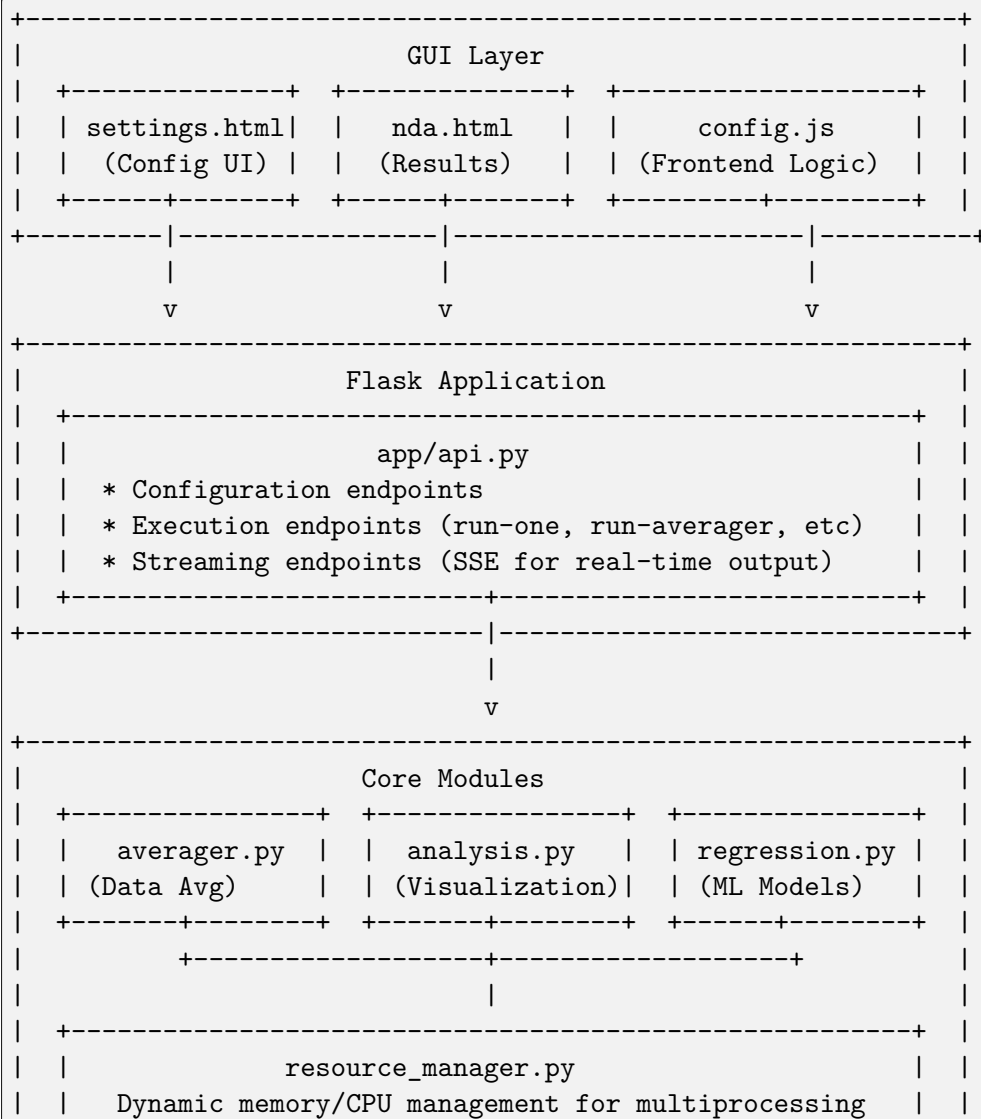 +-------------------------------------------------------------+
|                         GUI Layer                           |
|  +--------------+  +--------------+  +-------------------+  |
|  | settings.html|  |   nda.html   |  |     config.js     |  |
|  |  (Config UI) |  |  (Results)   |  | (Frontend Logic)  |  |
|  +------+-------+  +------+-------+  +---------+---------+  |
+---------|-----------------|-----------------------|----------+
          |                 |                       |
          v                 v                       v
+-------------------------------------------------------------+
|                     Flask Application                       |
|  +-------------------------------------------------------+  |
|  |                    app/api.py                         |  |
|  |  * Configuration endpoints                            |  |
|  |  * Execution endpoints (run-one, run-averager, etc)   |  |
|  |  * Streaming endpoints (SSE for real-time output)     |  |
|  +---------------------------+---------------------------+  |
+------------------------------|------------------------------+
                               |
                               v
+-------------------------------------------------------------+
|                      Core Modules                           |
|  +----------------+  +----------------+  +---------------+  |
|  |   averager.py  |  |  analysis.py   |  | regression.py |  |
|  | (Data Avg)     |  | (Visualization)|  | (ML Models)   |  |
|  +-------+--------+  +-------+--------+  +------+--------+  |
|          +-------------------+-------------------+          |
|                              |                              |
|  +-------------------------------------------------------+  |
|  |              resource_manager.py                      |  |
|  |   Dynamic memory/CPU management for multiprocessing   |  |